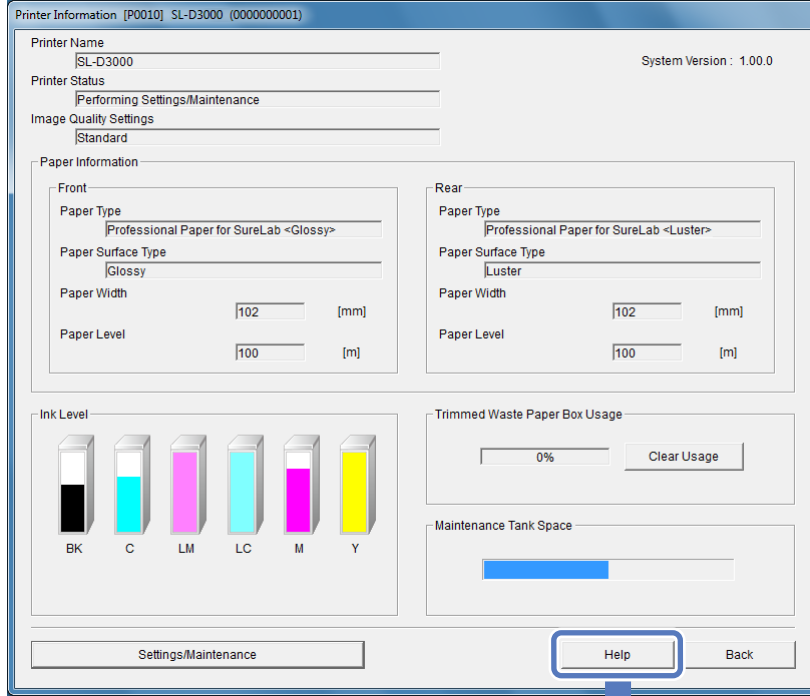 Printer Information [P0010] SL-D3000 (0000000001)
Printer Name
SL-D3000
System Version : 1.00.0
Printer Status
Performing Settings/Maintenance
Image Quality Settings
Standard
Paper Information
Front
Paper Type
Professional Paper for SureLab <Glossy>
Paper Surface Type
Glossy
Paper Width
102 [mm]
Paper Level
100 [m]
Rear
Paper Type
Professional Paper for SureLab <Luster>
Paper Surface Type
Luster
Paper Width
102 [mm]
Paper Level
100 [m]
Ink Level
BK C LM LC M Y
Trimmed Waste Paper Box Usage
0% Clear Usage
Maintenance Tank Space
Settings/Maintenance Help Back